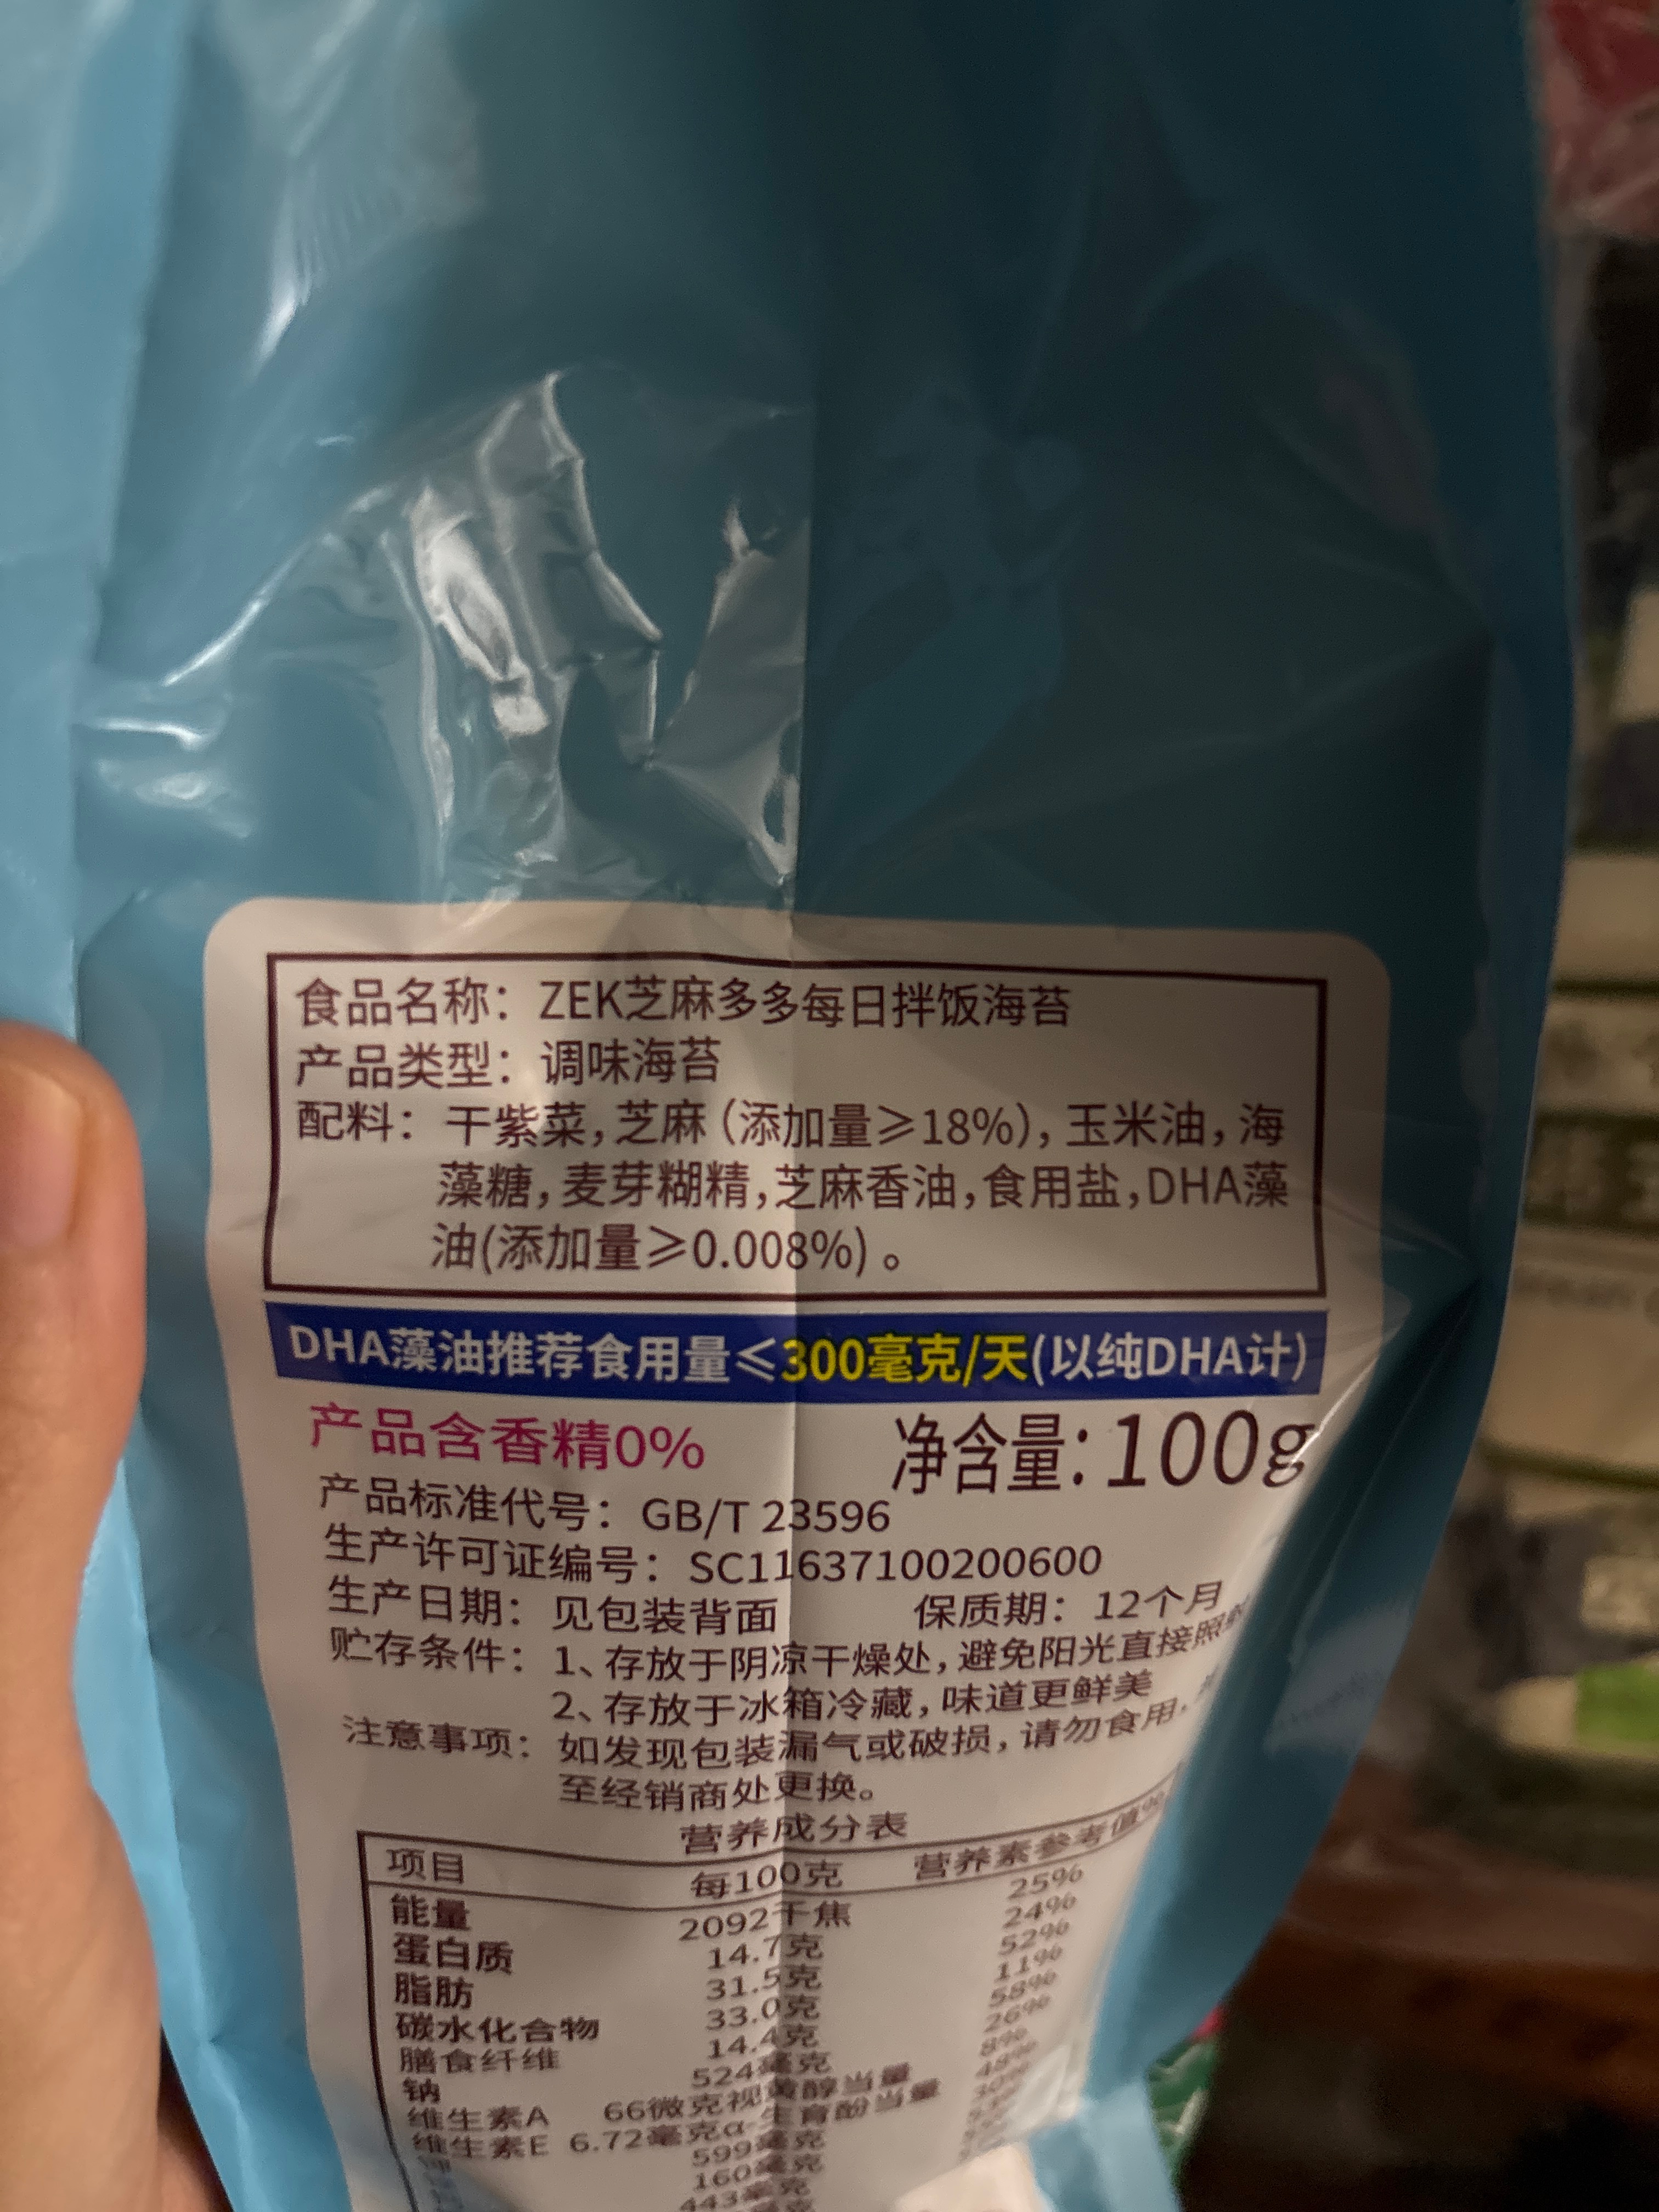 食品名称：ZEK芝麻多多每日拌饭海苔
产品类型：调味海苔
配料：干紫菜,芝麻(添加量≥18%),玉米油,海
藻糖,麦芽糊精,芝麻香油,食用盐,DHA藻
油(添加量≥0.008%)。
DHA藻油推荐食用量≤300毫克/天(以纯DHA计)
产品含香精0% 净含量:100g
产品标准代号：GB/T 23596
生产许可证编号：SC11637100200600
生产日期：见包装背面 保质期：12个月
贮存条件：1、存放于阴凉干燥处,避免阳光直接照射
2、存放于冰箱冷藏,味道更鲜美
注意事项：如发现包装漏气或破损,请勿食用,
至经销商处更换。
营养成分表
项目 每100克 营养素参考值%
能量 2092千焦 25%
蛋白质 14.7克 24%
脂肪 31.5克 52%
碳水化合物 33.0克 11%
膳食纤维 14.4克 58%
钠 524毫克 26%
维生素A 66微克视黄醇当量 8%
维生素E 6.72毫克α-生育酚当量 48%
599毫克 30%
160毫克
443毫克